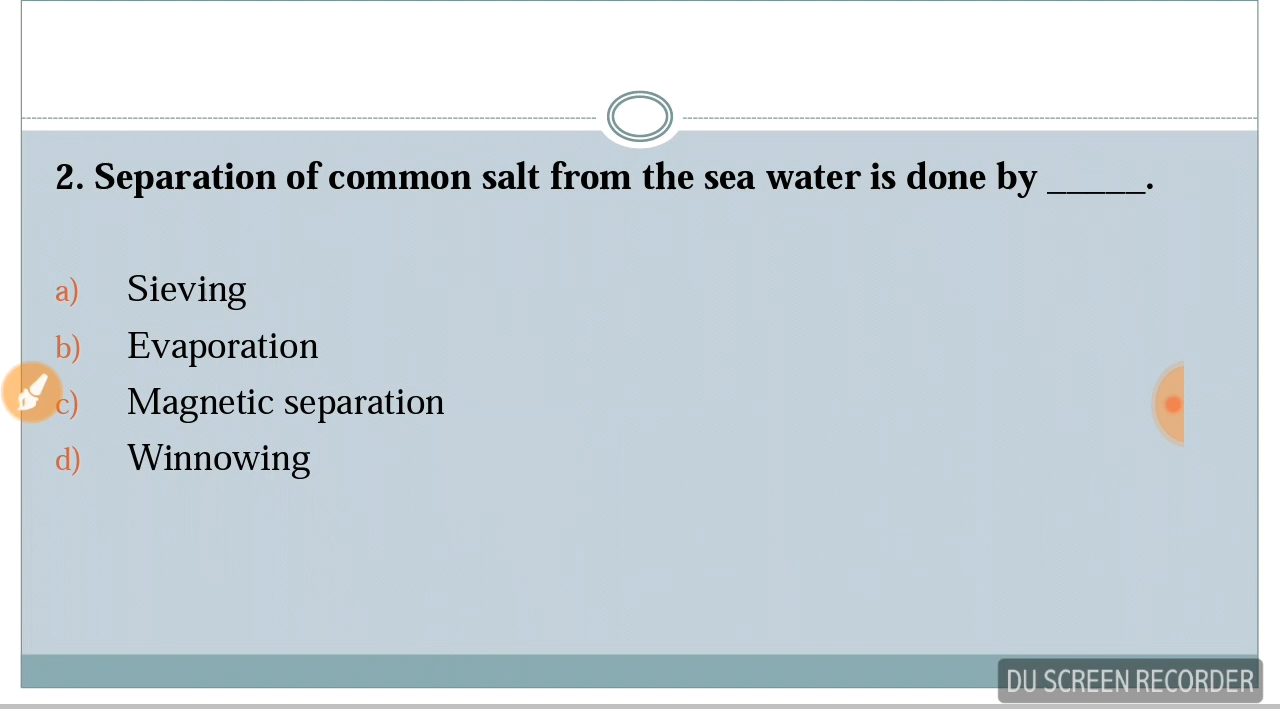 2. Separation of common salt from the sea water is done by _____.
a) Sieving
b) Evaporation
c) Magnetic separation
d) Winnowing
DU SCREEN RECORDER